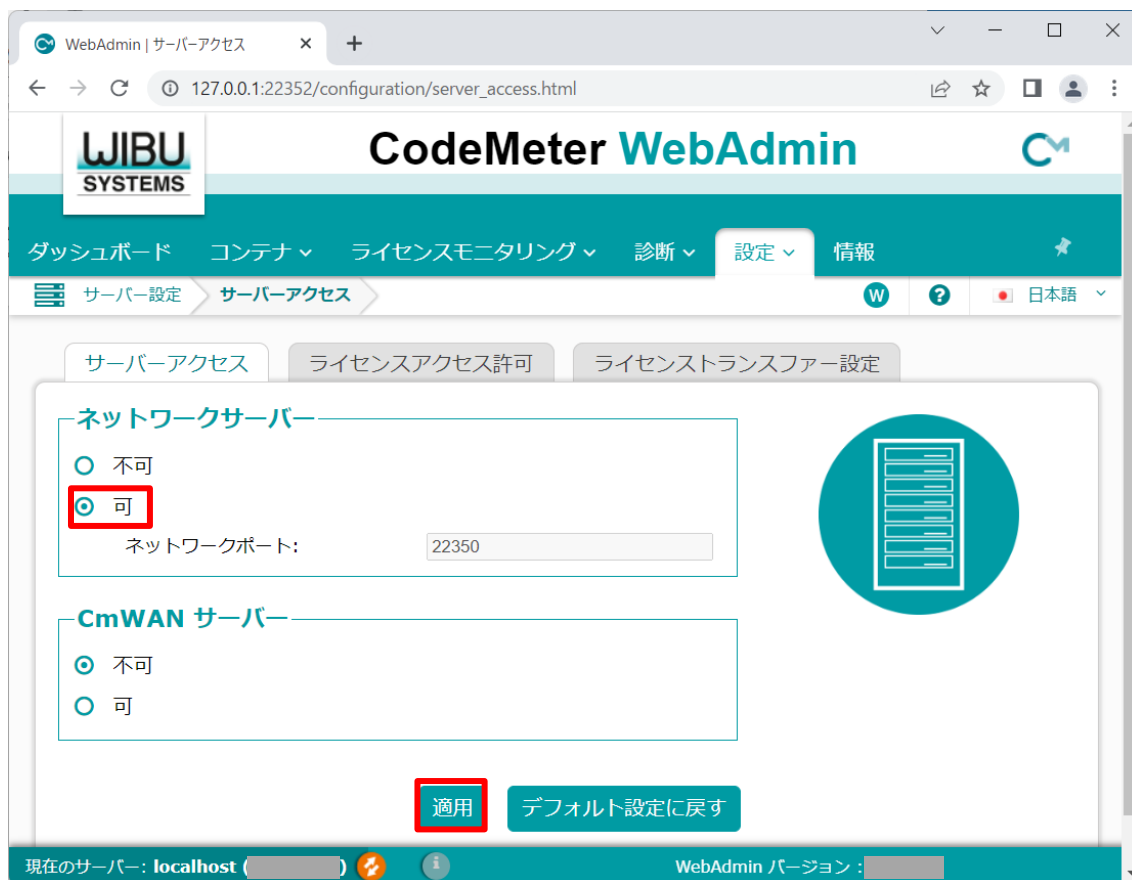 WebAdmin | サーバーアクセス
127.0.0.1:22352/configuration/server_access.html
WIBU
SYSTEMS
CodeMeter WebAdmin
CM
ダッシュボード コンテナ ライセンスモニタリング 診断 設定 情報
サーバー設定 サーバーアクセス W ? 日本語
サーバーアクセス ライセンスアクセス許可 ライセンストランスファー設定
ネットワークサーバー
不可
可
ネットワークポート: 22350
CmWAN サーバー
不可
可
適用 デフォルト設定に戻す
現在のサーバー: localhost ( ) i WebAdmin バージョン :